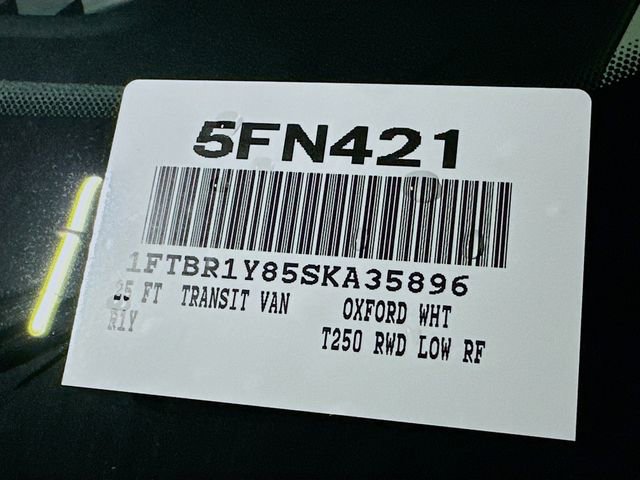 5FN421
1FTBR1Y85SKA35896
25 FT TRANSIT VAN OXFORD WHT
R1Y T250 RWD LOW RF